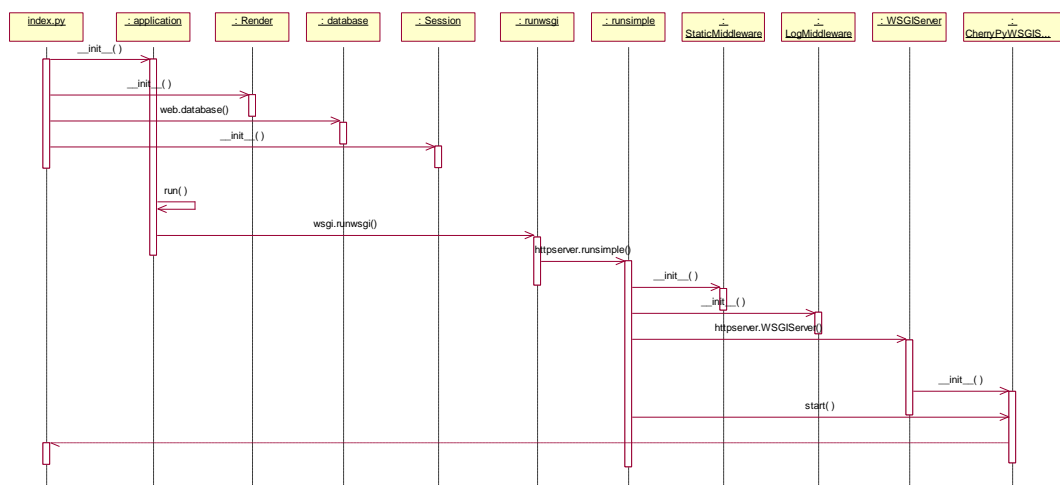 index.py
: application
: Render
: database
: Session
: runwsgi
: runsimple
:
StaticMiddleware
:
LogMiddleware
: WSGIServer
:
CherryPyWSGIS...
__init__( )
__init__( )
web.database()
__init__( )
run( )
wsgi.runwsgi()
httpserver.runsimple()
__init__( )
__init__( )
httpserver.WSGIServer()
__init__( )
start( )